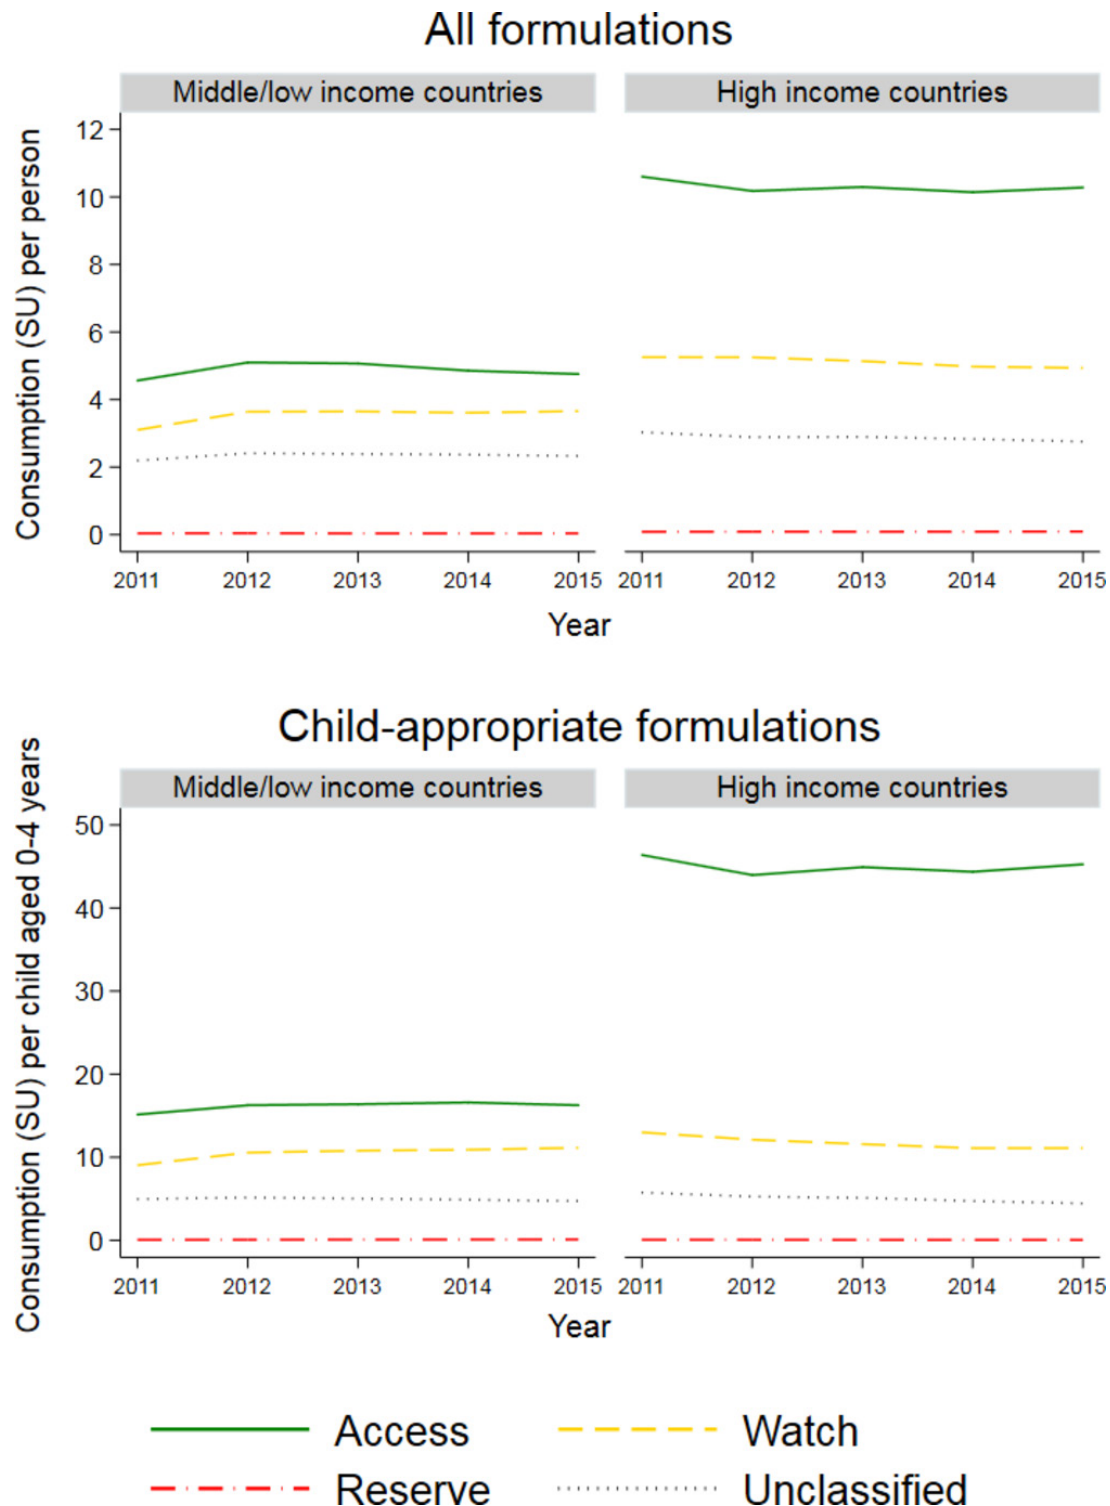 All formulations
Middle/low income countries
High income countries
Consumption (SU) per person
12
10
8
6
4
2
0
2011 2012 2013 2014 2015
2011 2012 2013 2014 2015
Year
Child-appropriate formulations
Middle/low income countries
High income countries
Consumption (SU) per child aged 0-4 years
50
40
30
20
10
0
2011 2012 2013 2014 2015
2011 2012 2013 2014 2015
Year
Access
Watch
Reserve
Unclassified